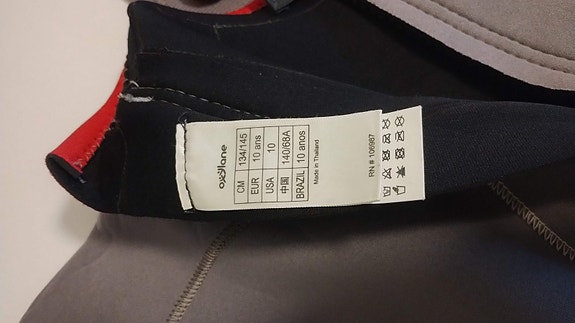 oxylane
CM 134/145
EUR 10 ans
USA 10
中国 140/68A
BRAZIL 10 anos
Made in Thailand
RN # 106987